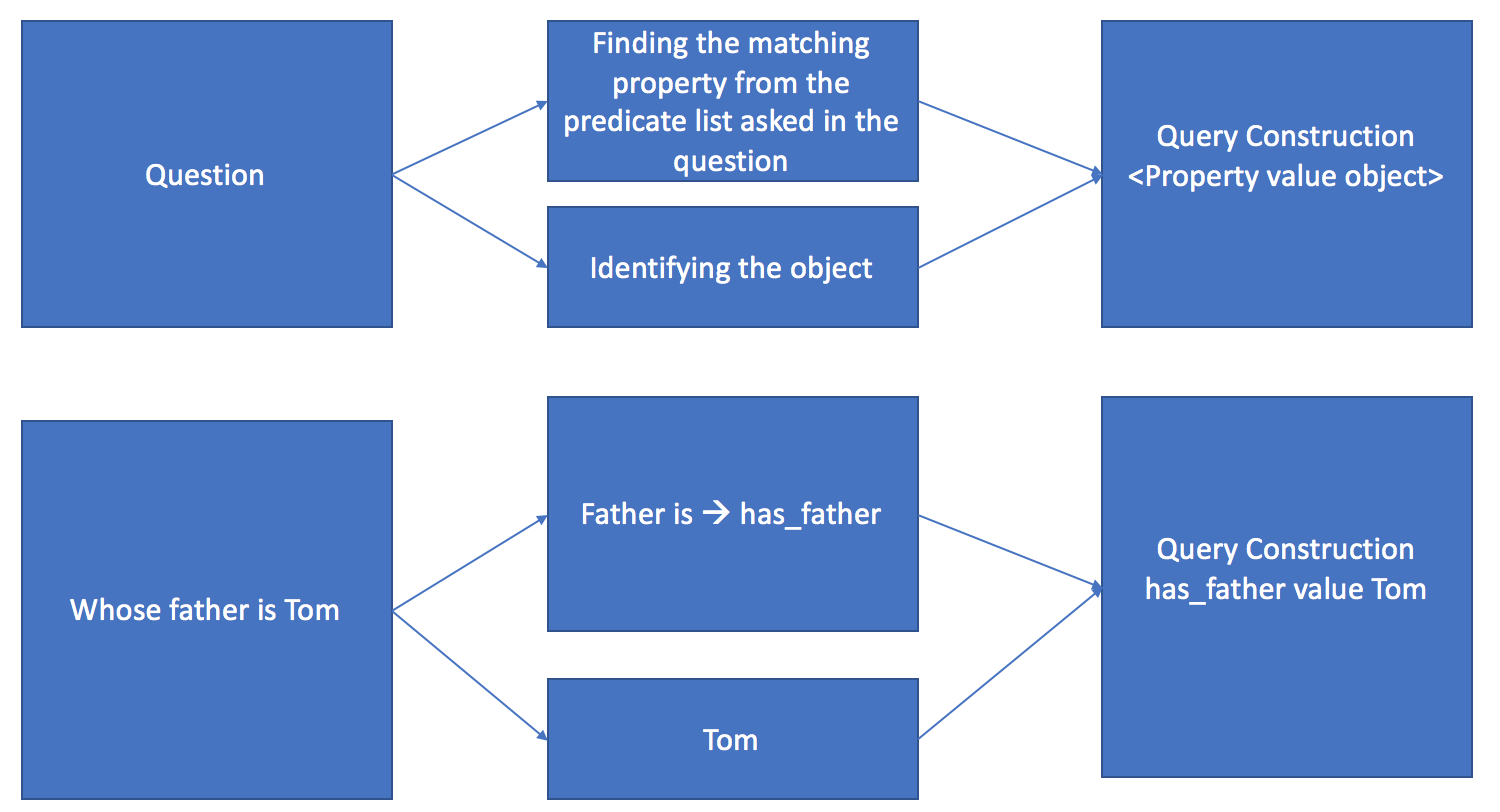 Question
Finding the matching
property from the
predicate list asked in the
question
Identifying the object
Query Construction
<Property value object>
Whose father is Tom
Father is → has_father
Tom
Query Construction
has_father value Tom